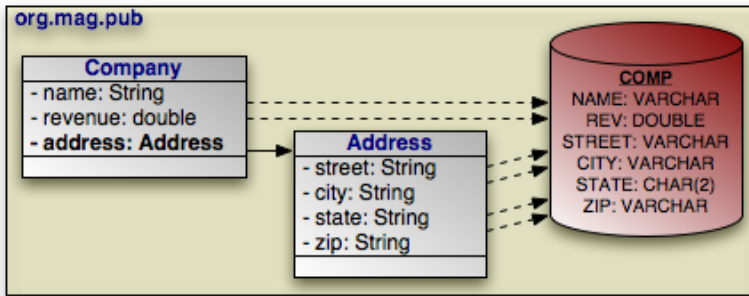 org.mag.pub
Company
- name: String
- revenue: double
- address: Address
Address
- street: String
- city: String
- state: String
- zip: String
COMP
NAME: VARCHAR
REV: DOUBLE
STREET: VARCHAR
CITY: VARCHAR
STATE: CHAR(2)
ZIP: VARCHAR